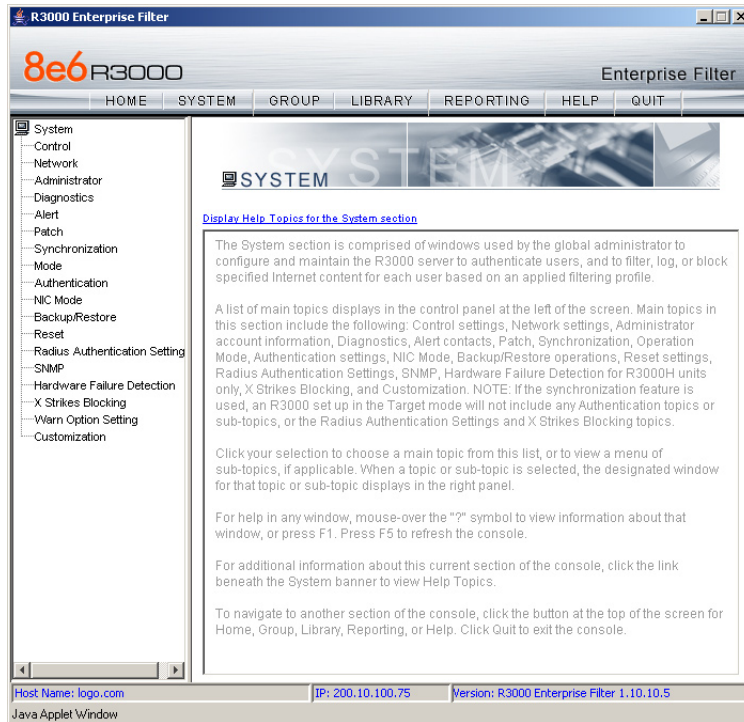 R3000 Enterprise Filter
8e6 R3000
Enterprise Filter
HOME SYSTEM GROUP LIBRARY REPORTING HELP QUIT
System
Control
Network
Administrator
Diagnostics
Alert
Patch
Synchronization
Mode
Authentication
NIC Mode
Backup/Restore
Reset
Radius Authentication Setting
SNMP
Hardware Failure Detection
X Strikes Blocking
Warn Option Setting
Customization
SYSTEM
SYSTEM
Display Help Topics for the System section
The System section is comprised of windows used by the global administrator to
configure and maintain the R3000 server to authenticate users, and to filter, log, or block
specified Internet content for each user based on an applied filtering profile.
A list of main topics displays in the control panel at the left of the screen. Main topics in
this section include the following: Control settings, Network settings, Administrator
account information, Diagnostics, Alert contacts, Patch, Synchronization, Operation
Mode, Authentication settings, NIC Mode, Backup/Restore operations, Reset settings,
Radius Authentication Settings, SNMP, Hardware Failure Detection for R3000H units
only, X Strikes Blocking, and Customization. NOTE: If the synchronization feature is
used, an R3000 set up in the Target mode will not include any Authentication topics or
sub-topics, or the Radius Authentication Settings and X Strikes Blocking topics.
Click your selection to choose a main topic from this list, or to view a menu of
sub-topics, if applicable. When a topic or sub-topic is selected, the designated window
for that topic or sub-topic displays in the right panel.
For help in any window, mouse-over the "?" symbol to view information about that
window, or press F1. Press F5 to refresh the console.
For additional information about this current section of the console, click the link
beneath the System banner to view Help Topics.
To navigate to another section of the console, click the button at the top of the screen for
Home, Group, Library, Reporting, or Help. Click Quit to exit the console.
Host Name: logo.com IP: 200.10.100.75 Version: R3000 Enterprise Filter 1.10.10.5
Java Applet Window